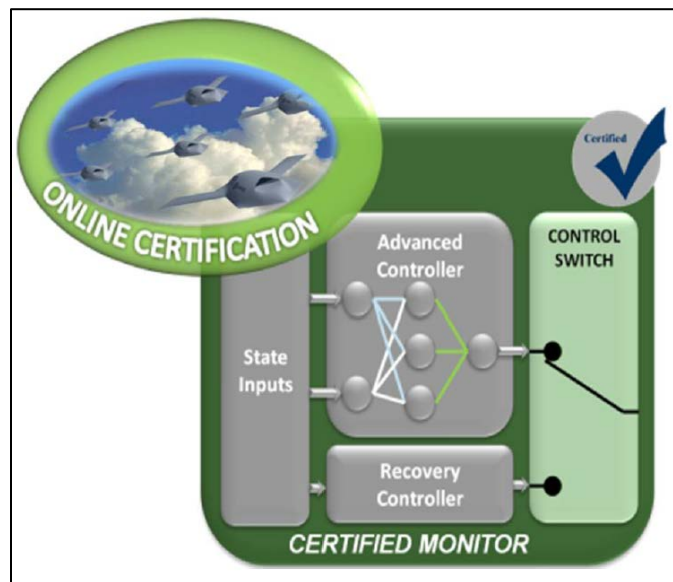 ONLINE CERTIFICATION
Certified
Advanced
Controller
CONTROL
SWITCH
State
Inputs
Recovery
Controller
CERTIFIED MONITOR